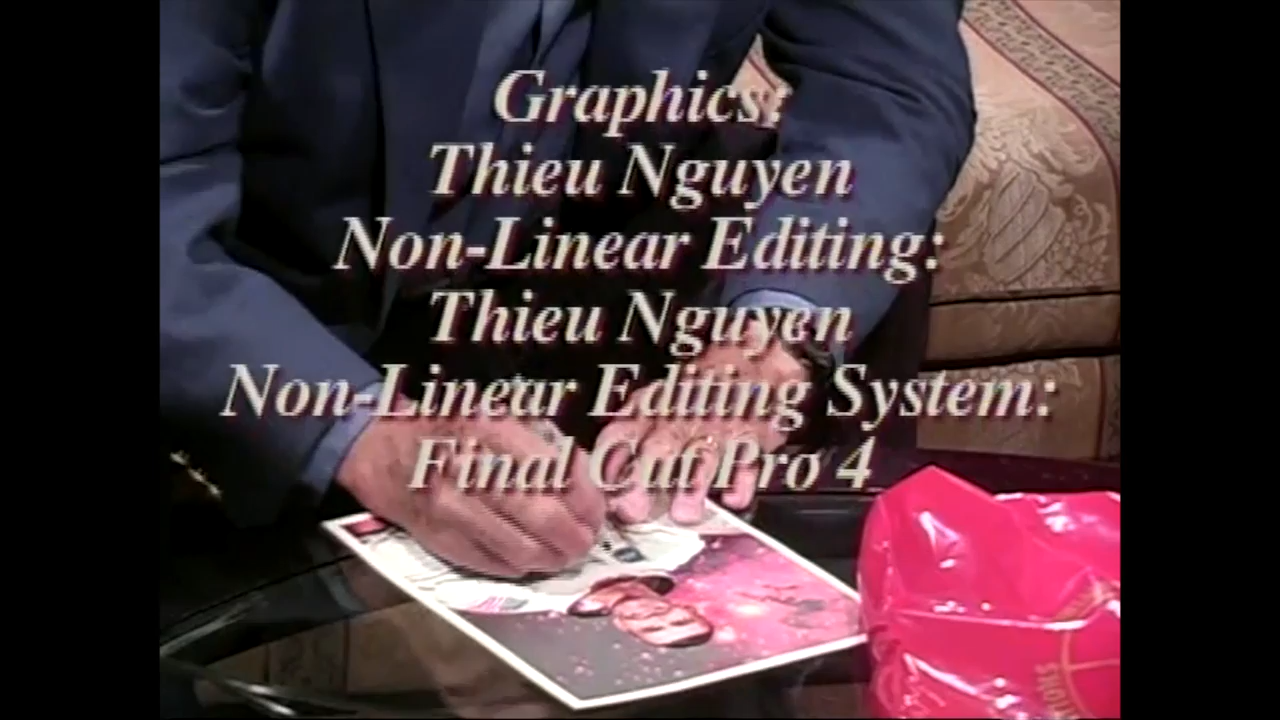 Graphics:
Thieu Nguyen
Non-Linear Editing:
Thieu Nguyen
Non-Linear Editing System:
Final Cut Pro 4